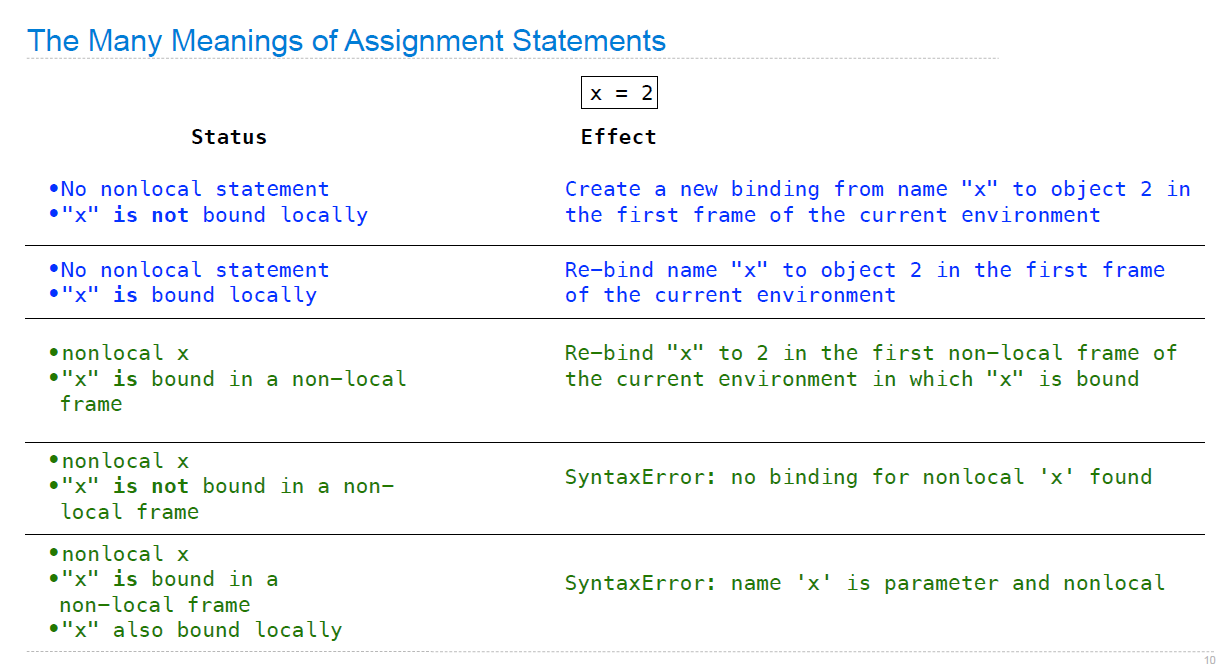 The Many Meanings of Assignment Statements
x = 2
Status
Effect
•No nonlocal statement
•"x" is not bound locally
Create a new binding from name "x" to object 2 in
the first frame of the current environment
•No nonlocal statement
•"x" is bound locally
Re-bind name "x" to object 2 in the first frame
of the current environment
•nonlocal x
•"x" is bound in a non-local
frame
Re-bind "x" to 2 in the first non-local frame of
the current environment in which "x" is bound
•nonlocal x
•"x" is not bound in a non-
local frame
SyntaxError: no binding for nonlocal 'x' found
•nonlocal x
•"x" is bound in a
non-local frame
•"x" also bound locally
SyntaxError: name 'x' is parameter and nonlocal
10